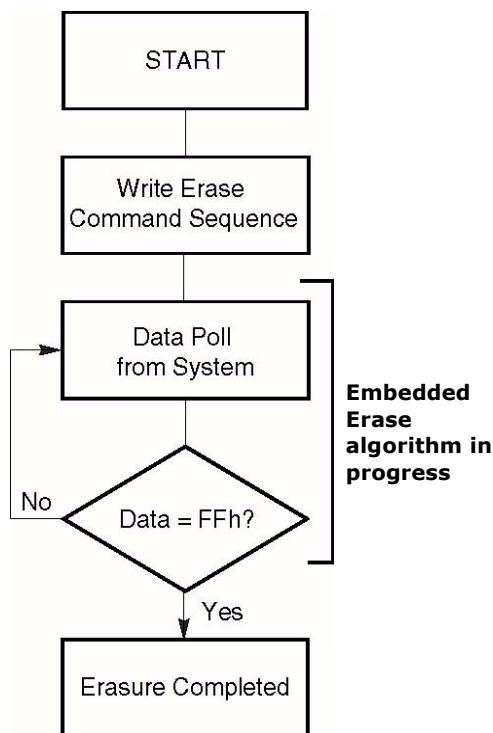 START
Write Erase
Command Sequence
Data Poll
from System
Embedded
Erase
algorithm in
progress
No
Data = FFh?
Yes
Erasure Completed